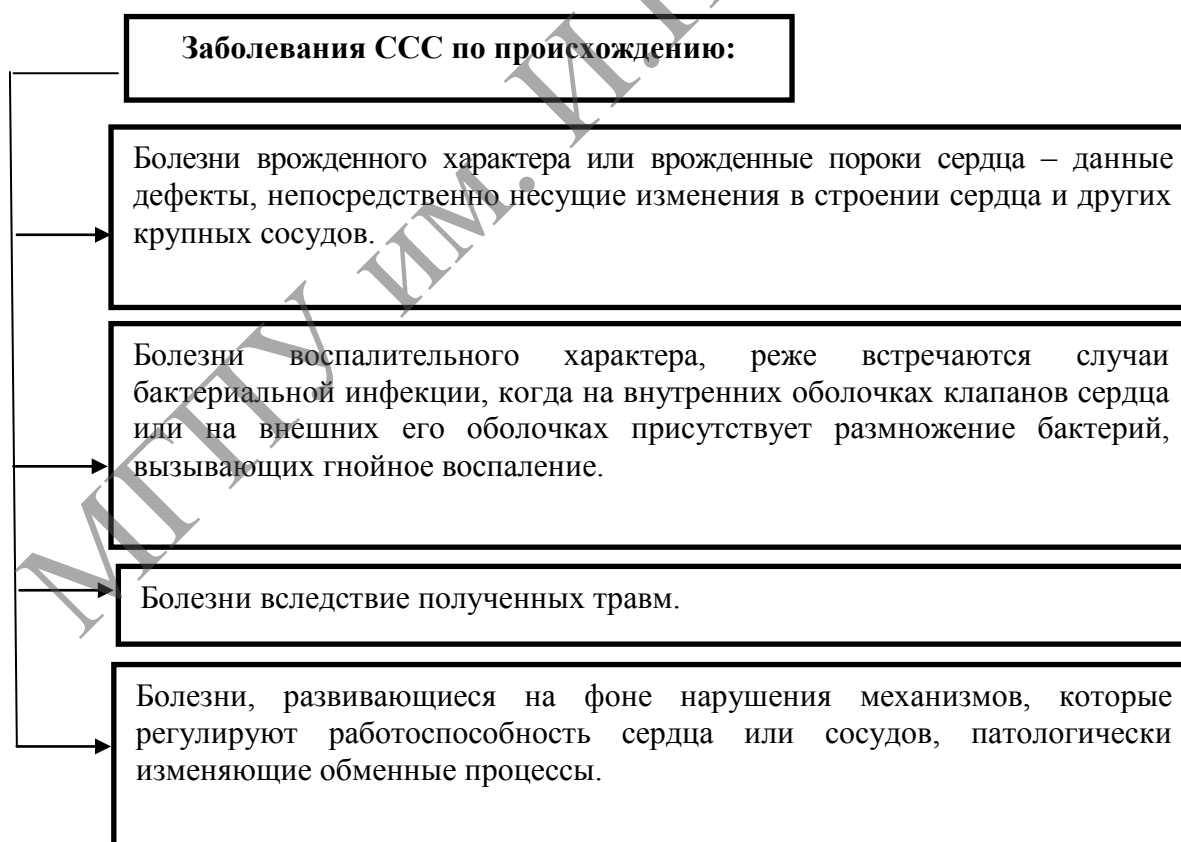 Заболевания ССС по происхождению:
Болезни врожденного характера или врожденные пороки сердца – данные
дефекты, непосредственно несущие изменения в строении сердца и других
крупных сосудов.
Болезни воспалительного характера, реже встречаются случаи
бактериальной инфекции, когда на внутренних оболочках клапанов сердца
или на внешних его оболочках присутствует размножение бактерий,
вызывающих гнойное воспаление.
Болезни вследствие полученных травм.
Болезни, развивающиеся на фоне нарушения механизмов, которые
регулируют работоспособность сердца или сосудов, патологически
изменяющие обменные процессы.
МГПУ им. И.